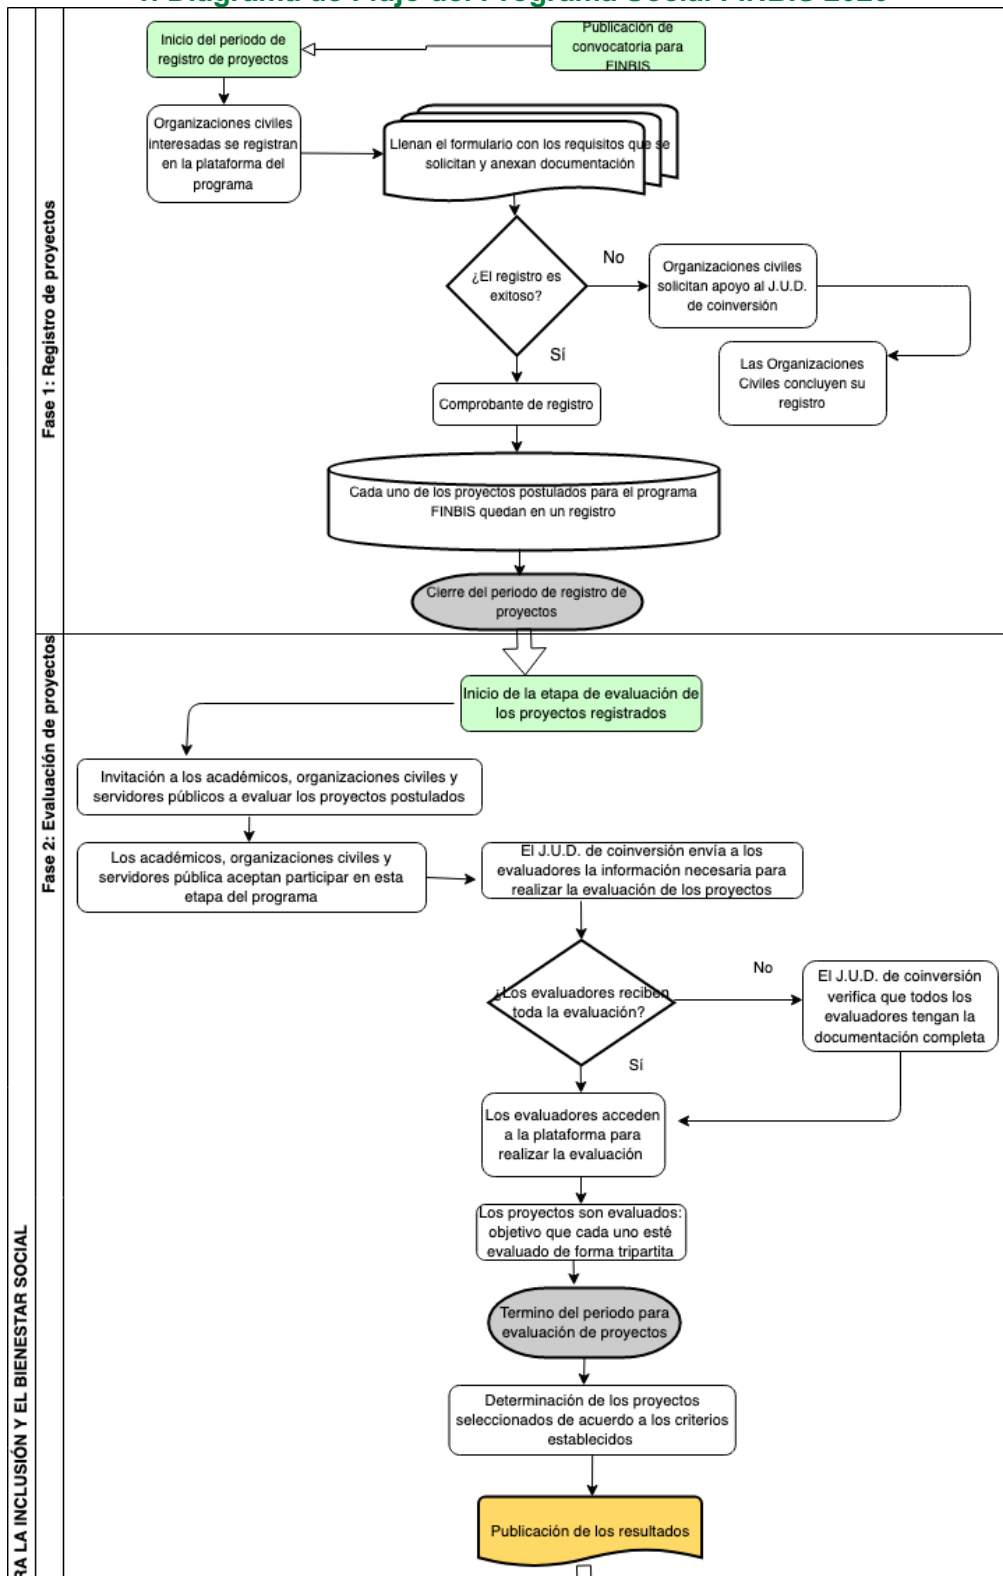 Inicio del periodo de
registro de proyectos
Publicación de
convocatoria para
FINBIS
Organizaciones civiles
interesadas se registran
en la plataforma del
programa
Llenan el formulario con los requisitos que se
solicitan y anexan documentación
¿El registro es
exitoso?
No
Organizaciones civiles
solicitan apoyo al J.U.D.
de coinversión
Las Organizaciones
Civiles concluyen su
registro
Sí
Comprobante de registro
Cada uno de los proyectos postulados para el programa
FINBIS quedan en un registro
Cierre del periodo de registro de
proyectos
Fase 1: Registro de proyectos
Fase 2: Evaluación de proyectos
Inicio de la etapa de evaluación de
los proyectos registrados
Invitación a los académicos, organizaciones civiles y
servidores públicos a evaluar los proyectos postulados
Los académicos, organizaciones civiles y
servidores pública aceptan participar en esta
etapa del programa
El J.U.D. de coinversión envía a los
evaluadores la información necesaria para
realizar la evaluación de los proyectos
¿Los evaluadores reciben
toda la evaluación?
No
El J.U.D. de coinversión
verifica que todos los
evaluadores tengan la
documentación completa
Sí
Los evaluadores acceden
a la plataforma para
realizar la evaluación
Los proyectos son evaluados:
objetivo que cada uno esté
evaluado de forma tripartita
Termino del periodo para
evaluación de proyectos
Determinación de los proyectos
seleccionados de acuerdo a los criterios
establecidos
Publicación de los resultados
RA LA INCLUSIÓN Y EL BIENESTAR SOCIAL